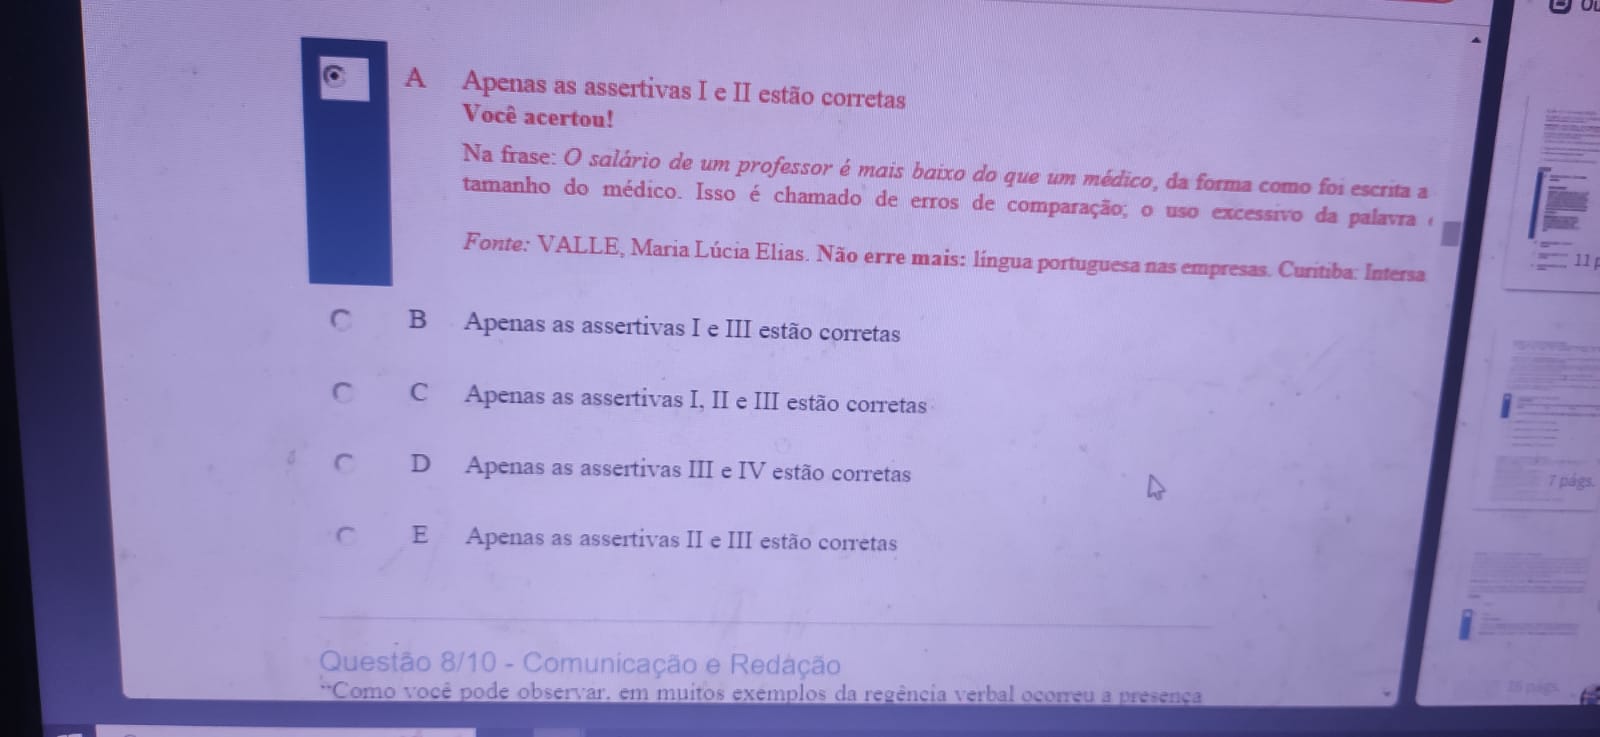 A Apenas as assertivas I e II estão corretas
Você acertou!
Na frase: O salário de um professor é mais baixo do que um médico, da forma como foi escrita a
tamanho do médico. Isso é chamado de erros de comparação; o uso excessivo da palavra
Fonte: VALLE, Maria Lúcia Elias. Não erre mais: língua portuguesa nas empresas. Curitiba: Intersa
B Apenas as assertivas I e III estão corretas
C Apenas as assertivas I, II e III estão corretas
D Apenas as assertivas III e IV estão corretas
E Apenas as assertivas II e III estão corretas
Questão 8/10 - Comunicação e Redação
“Como você pode observar, em muitos exemplos da regência verbal ocorreu a presença
11 p
7 págs.
16 págs.